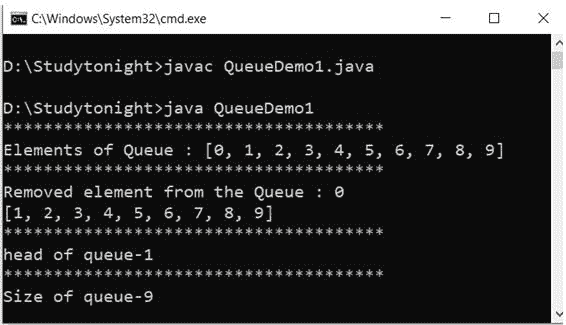 C:\Windows\System32\cmd.exe
D:\Studytonight>javac QueueDemo1.java
D:\Studytonight>java QueueDemo1
**************************************
Elements of Queue : [0, 1, 2, 3, 4, 5, 6, 7, 8, 9]
**************************************
Removed element from the Queue : 0
[1, 2, 3, 4, 5, 6, 7, 8, 9]
**************************************
head of queue-1
**************************************
Size of queue-9